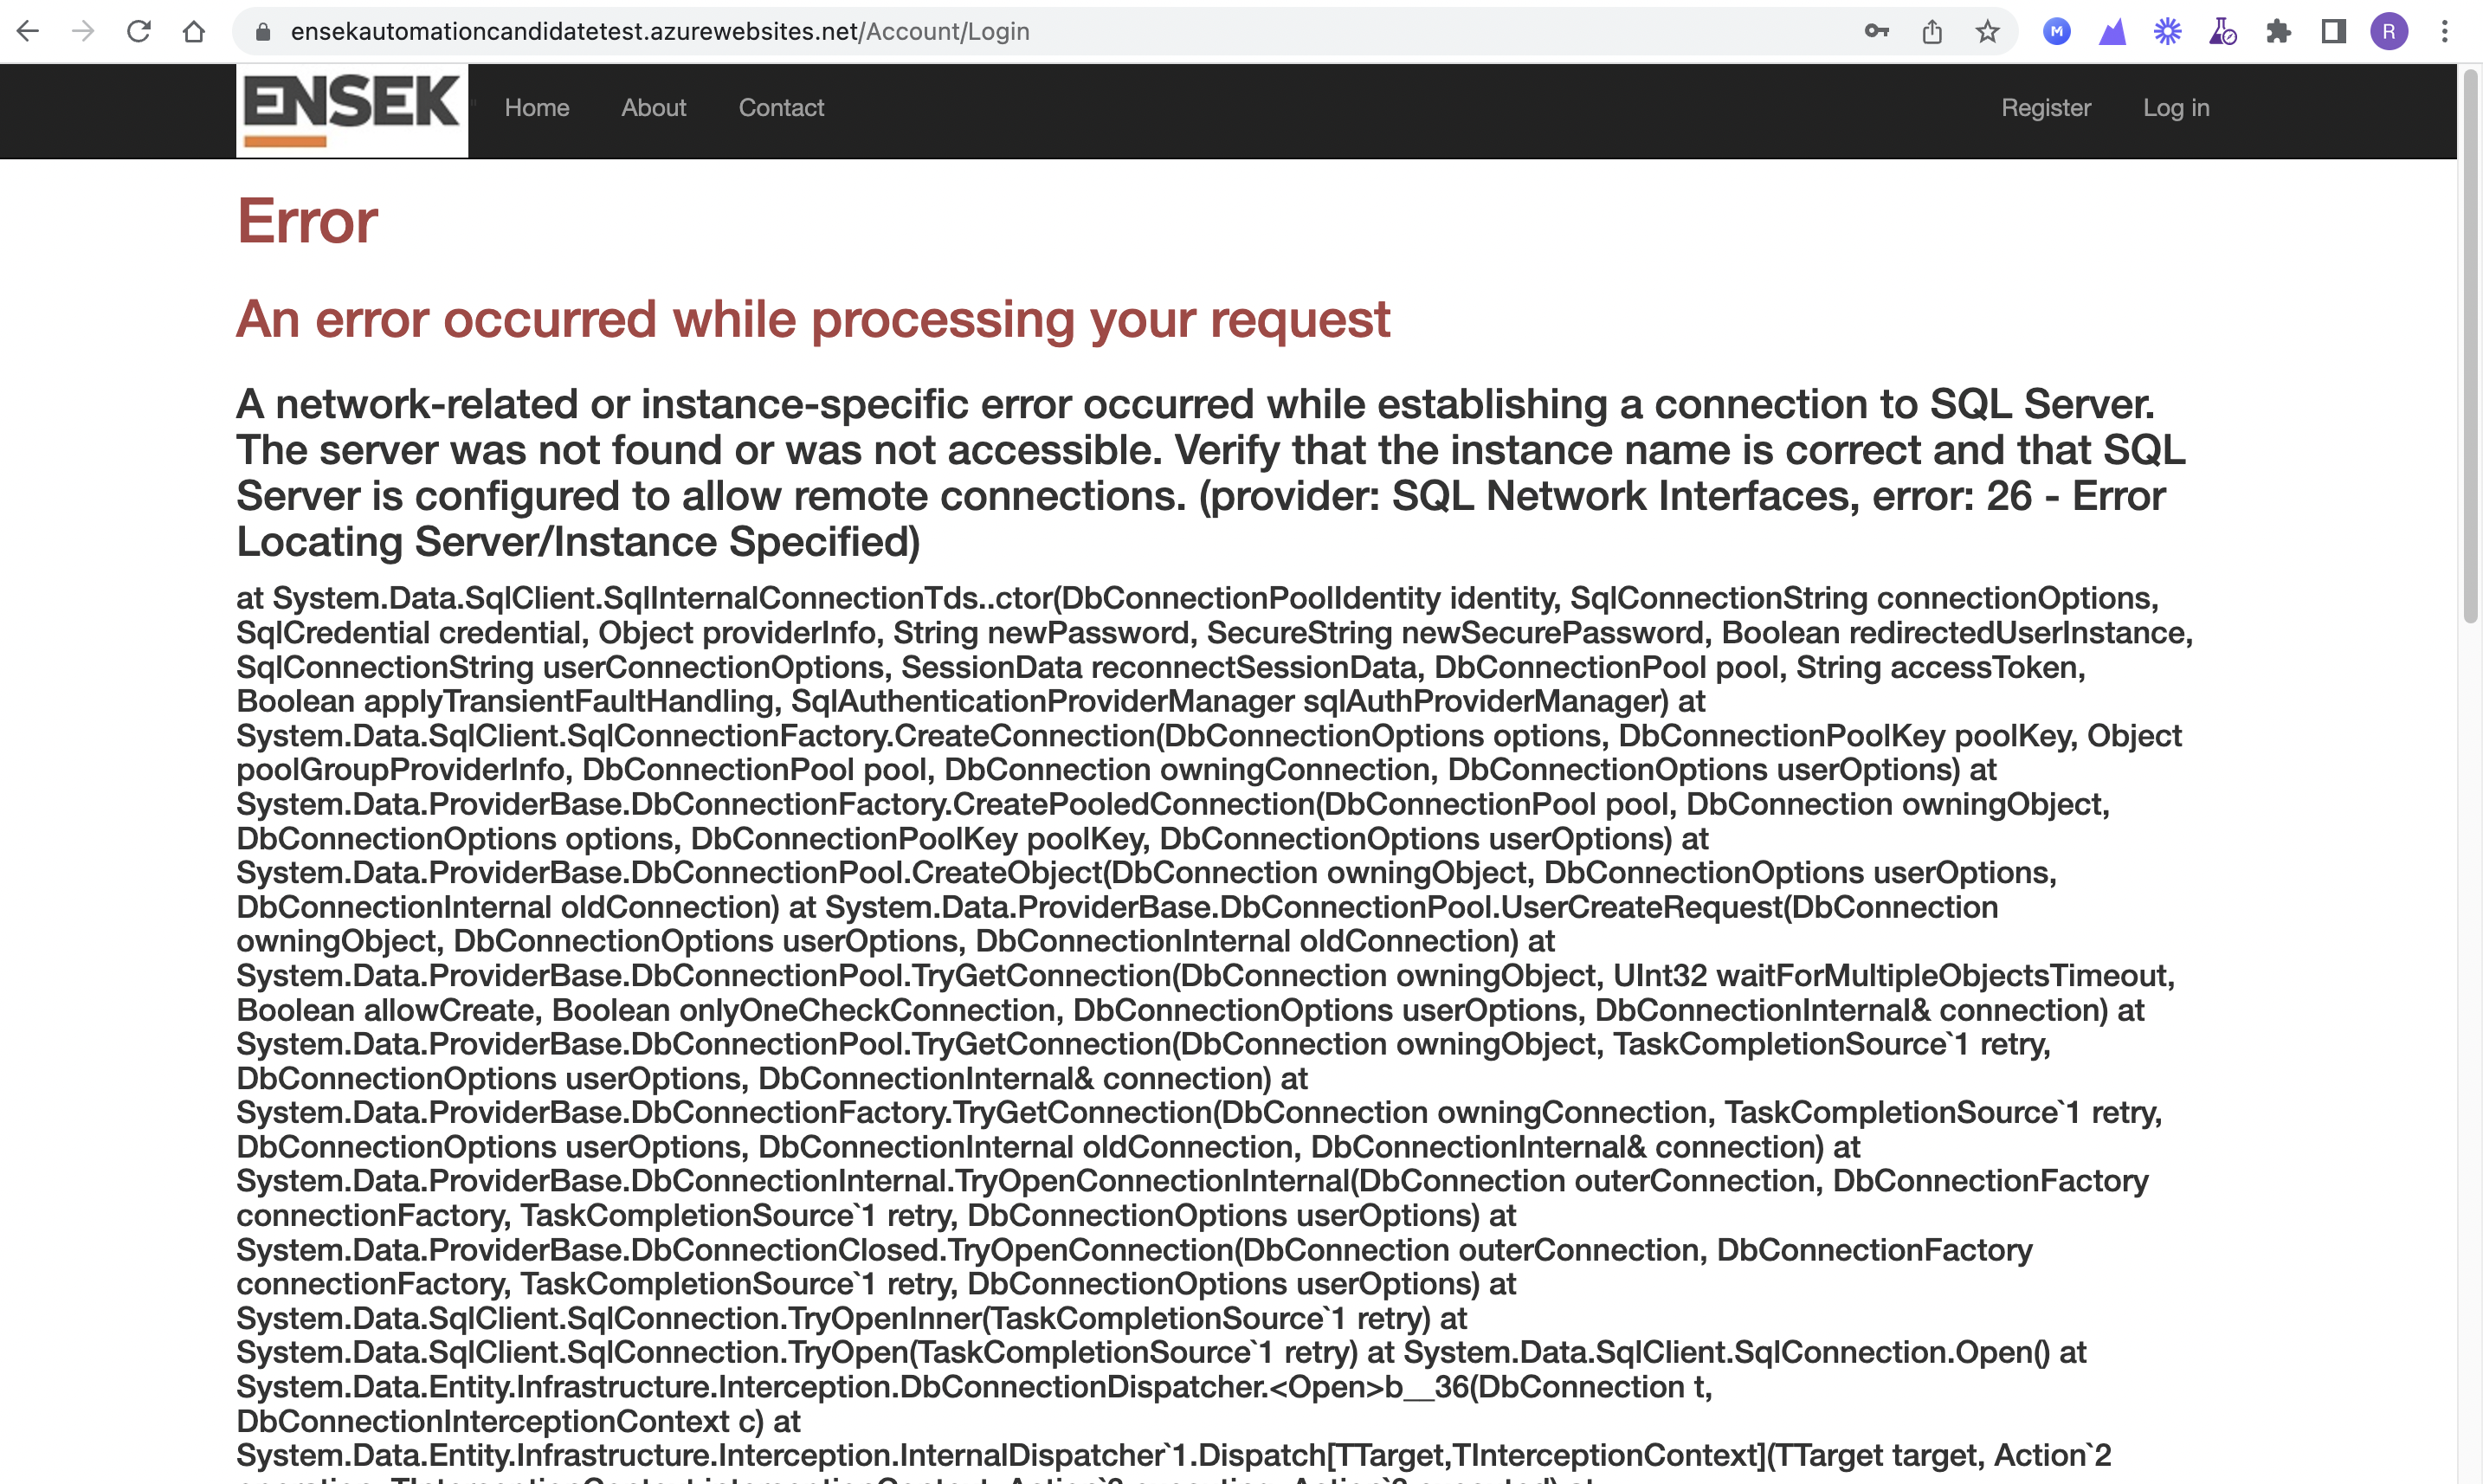 ensekautomationcandidatetest.azurewebsites.net/Account/Login
M
R
ENSEK
Home
About
Contact
Register
Log in
Error
An error occurred while processing your request
A network-related or instance-specific error occurred while establishing a connection to SQL Server.
The server was not found or was not accessible. Verify that the instance name is correct and that SQL
Server is configured to allow remote connections. (provider: SQL Network Interfaces, error: 26 - Error
Locating Server/Instance Specified)
at System.Data.SqlClient.SqlInternalConnectionTds..ctor(DbConnectionPoolIdentity identity, SqlConnectionString connectionOptions,
SqlCredential credential, Object providerInfo, String newPassword, SecureString newSecurePassword, Boolean redirectedUserInstance,
SqlConnectionString userConnectionOptions, SessionData reconnectSessionData, DbConnectionPool pool, String accessToken,
Boolean applyTransientFaultHandling, SqlAuthenticationProviderManager sqlAuthProviderManager) at
System.Data.SqlClient.SqlConnectionFactory.CreateConnection(DbConnectionOptions options, DbConnectionPoolKey poolKey, Object
poolGroupProviderInfo, DbConnectionPool pool, DbConnection owningConnection, DbConnectionOptions userOptions) at
System.Data.ProviderBase.DbConnectionFactory.CreatePooledConnection(DbConnectionPool pool, DbConnection owningObject,
DbConnectionOptions options, DbConnectionPoolKey poolKey, DbConnectionOptions userOptions) at
System.Data.ProviderBase.DbConnectionPool.CreateObject(DbConnection owningObject, DbConnectionOptions userOptions,
DbConnectionInternal oldConnection) at System.Data.ProviderBase.DbConnectionPool.UserCreateRequest(DbConnection
owningObject, DbConnectionOptions userOptions, DbConnectionInternal oldConnection) at
System.Data.ProviderBase.DbConnectionPool.TryGetConnection(DbConnection owningObject, UInt32 waitForMultipleObjectsTimeout,
Boolean allowCreate, Boolean onlyOneCheckConnection, DbConnectionOptions userOptions, DbConnectionInternal& connection) at
System.Data.ProviderBase.DbConnectionPool.TryGetConnection(DbConnection owningObject, TaskCompletionSource`1 retry,
DbConnectionOptions userOptions, DbConnectionInternal& connection) at
System.Data.ProviderBase.DbConnectionFactory.TryGetConnection(DbConnection owningConnection, TaskCompletionSource`1 retry,
DbConnectionOptions userOptions, DbConnectionInternal oldConnection, DbConnectionInternal& connection) at
System.Data.ProviderBase.DbConnectionInternal.TryOpenConnectionInternal(DbConnection outerConnection, DbConnectionFactory
connectionFactory, TaskCompletionSource`1 retry, DbConnectionOptions userOptions) at
System.Data.ProviderBase.DbConnectionClosed.TryOpenConnection(DbConnection outerConnection, DbConnectionFactory
connectionFactory, TaskCompletionSource`1 retry, DbConnectionOptions userOptions) at
System.Data.SqlClient.SqlConnection.TryOpenInner(TaskCompletionSource`1 retry) at
System.Data.SqlClient.SqlConnection.TryOpen(TaskCompletionSource`1 retry) at System.Data.SqlClient.SqlConnection.Open() at
System.Data.Entity.Infrastructure.Interception.DbConnectionDispatcher.<Open>b__36(DbConnection t,
DbConnectionInterceptionContext c) at
System.Data.Entity.Infrastructure.Interception.InternalDispatcher`1.Dispatch[TTarget,TInterceptionContext](TTarget target, Action`2